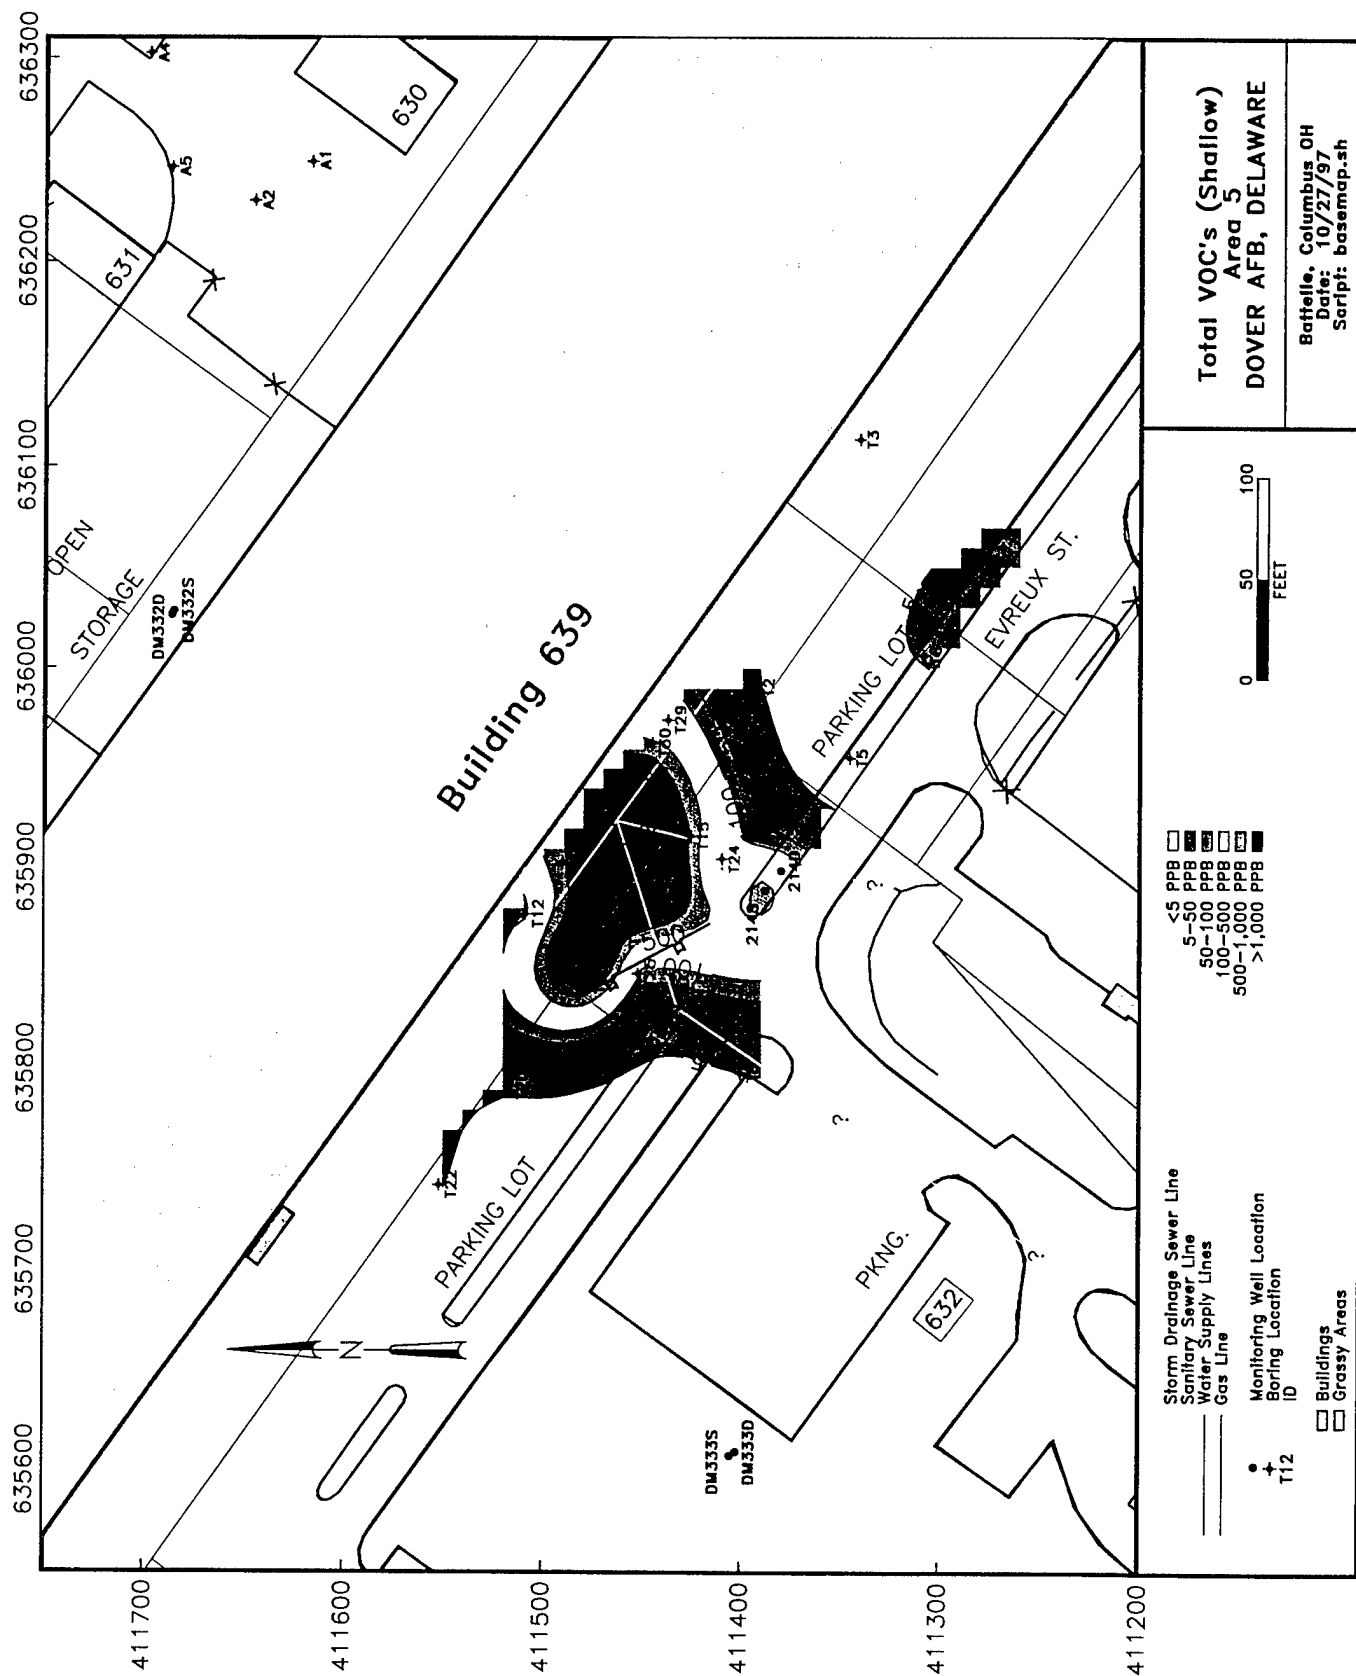 636300
636200
636100
636000
635900
635800
635700
635600
411700
411600
411500
411400
411300
411200
A4
A5
A2
A1
630
631
OPEN
STORAGE
DM332D
DM332S
Building 639
T3
T29
T12
T24
T5
PARKING LOT
EVREUX ST.
100
500
214S
214D
T22
PARKING LOT
N
PKNG.
632
?
?
?
DM333S
DM333D
Total VOC's (Shallow)
Area 5
DOVER AFB, DELAWARE
Battelle, Columbus OH
Date: 10/27/97
Script: basemap.sh
0 50 100
FEET
<5 PPB
5-50 PPB
50-100 PPB
100-500 PPB
500-1,000 PPB
>1,000 PPB
Storm Drainage Sewer Line
Sanitary Sewer Line
Water Supply Lines
Gas Line
Monitoring Well Location
Boring Location
T12 ID
Buildings
Grassy Areas